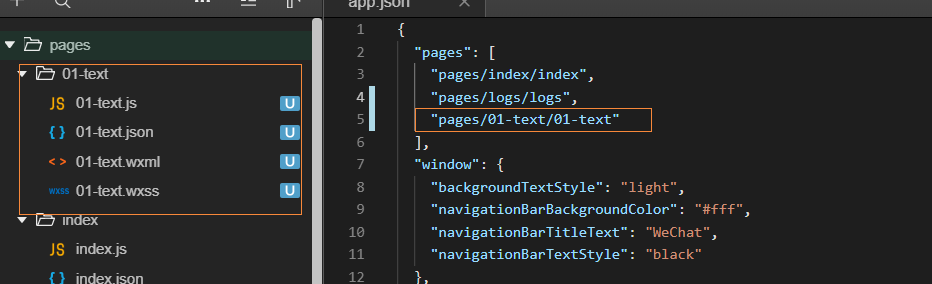 app.json
pages
01-text
JS 01-text.js U
{ } 01-text.json U
< > 01-text.wxml U
wxss 01-text.wxss U
index
JS index.js
{ } index.json
1 {
2 "pages": [
3 "pages/index/index",
4 "pages/logs/logs",
5 "pages/01-text/01-text"
6 ],
7 "window": {
8 "backgroundTextStyle": "light",
9 "navigationBarBackgroundColor": "#fff",
10 "navigationBarTitleText": "WeChat",
11 "navigationBarTextStyle": "black"
12 },